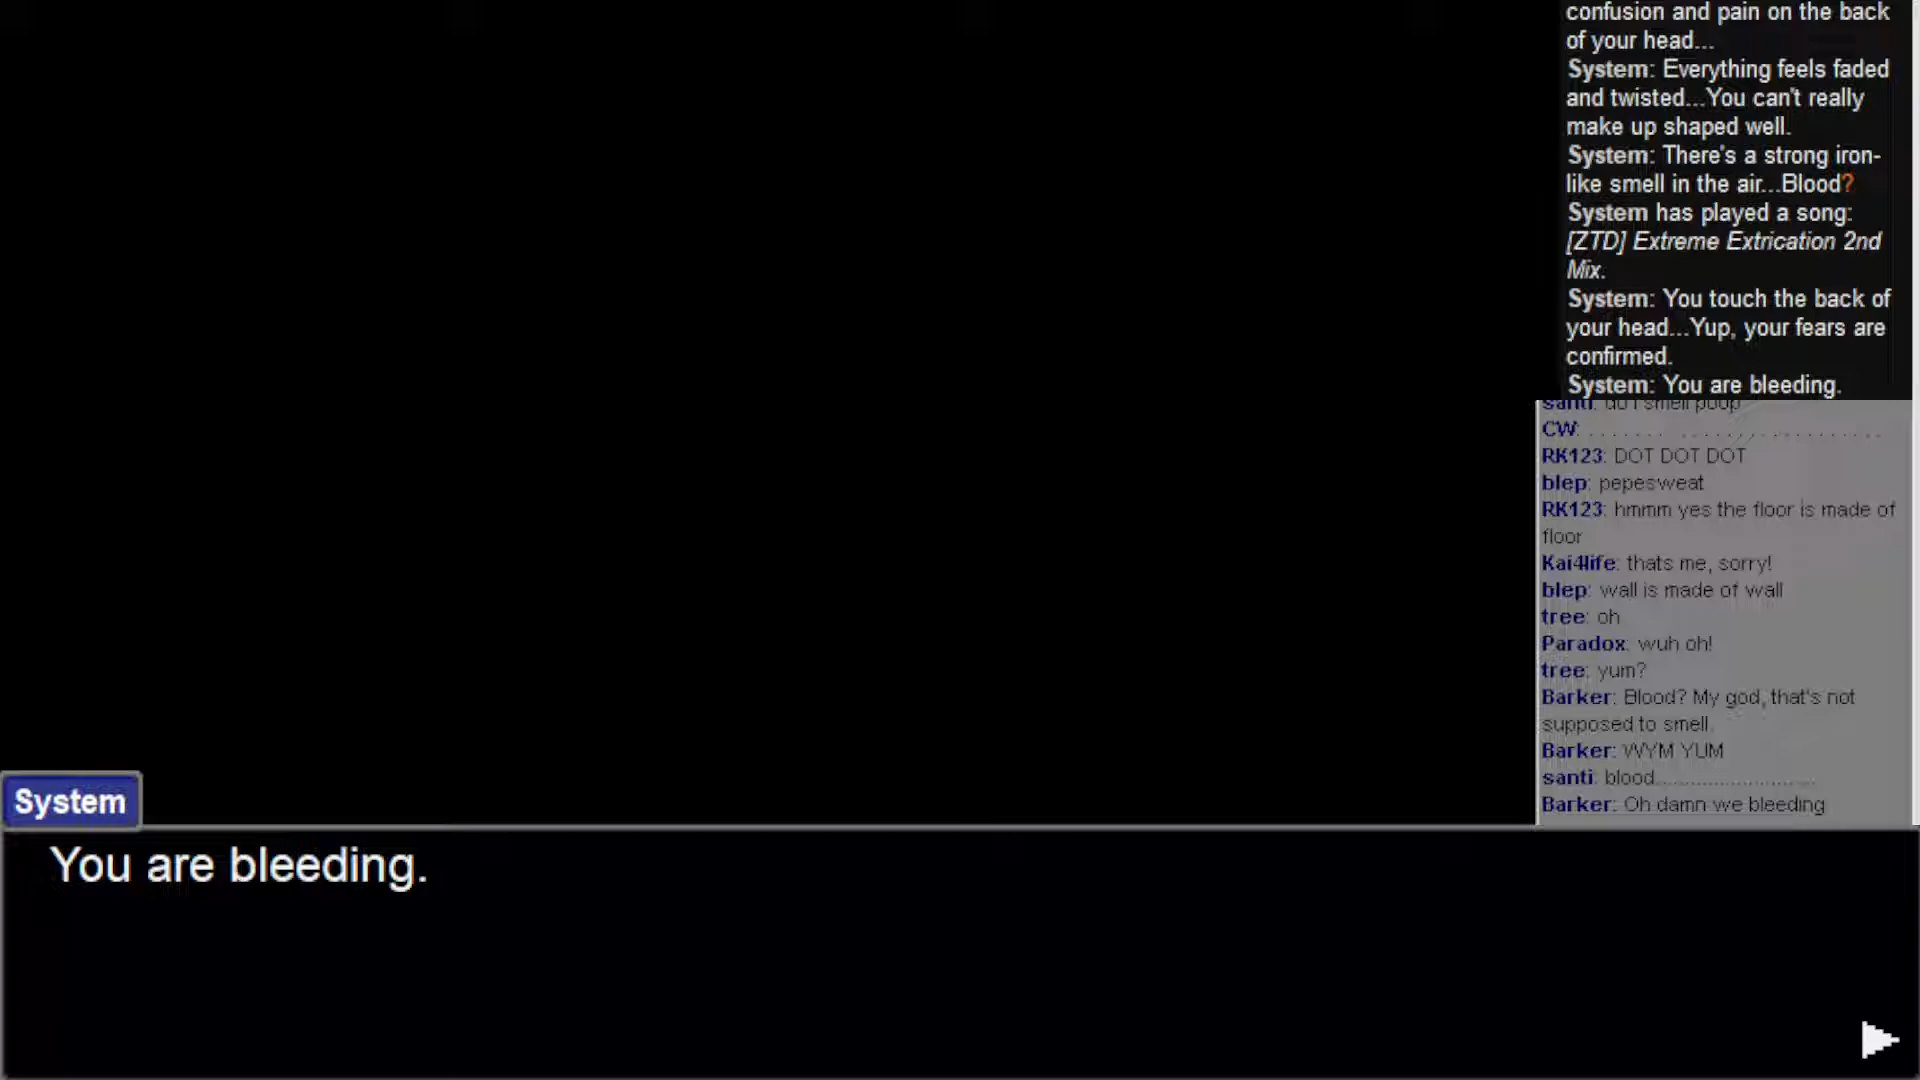 confusion and pain on the back
of your head...
System: Everything feels faded
and twisted...You can't really
make up shaped well.
System: There's a strong iron-
like smell in the air...Blood?
System has played a song:
[ZTD] Extreme Extrication 2nd
Mix.
System: You touch the back of
your head...Yup, your fears are
confirmed.
System: You are bleeding.
santi: do I smell poop
CW: . . . . . . . . . . . . . . . . . . . . . . . .
RK123: DOT DOT DOT
blep: pepesweat
RK123: hmmm yes the floor is made of
floor
Kai4life: thats me, sorry!
blep: wall is made of wall
tree: oh
Paradox: wuh oh!
tree: yum?
Barker: Blood? My god, that's not
supposed to smell.
Barker: WYM YUM
santi: blood...........................
Barker: Oh damn we bleeding
System
You are bleeding.